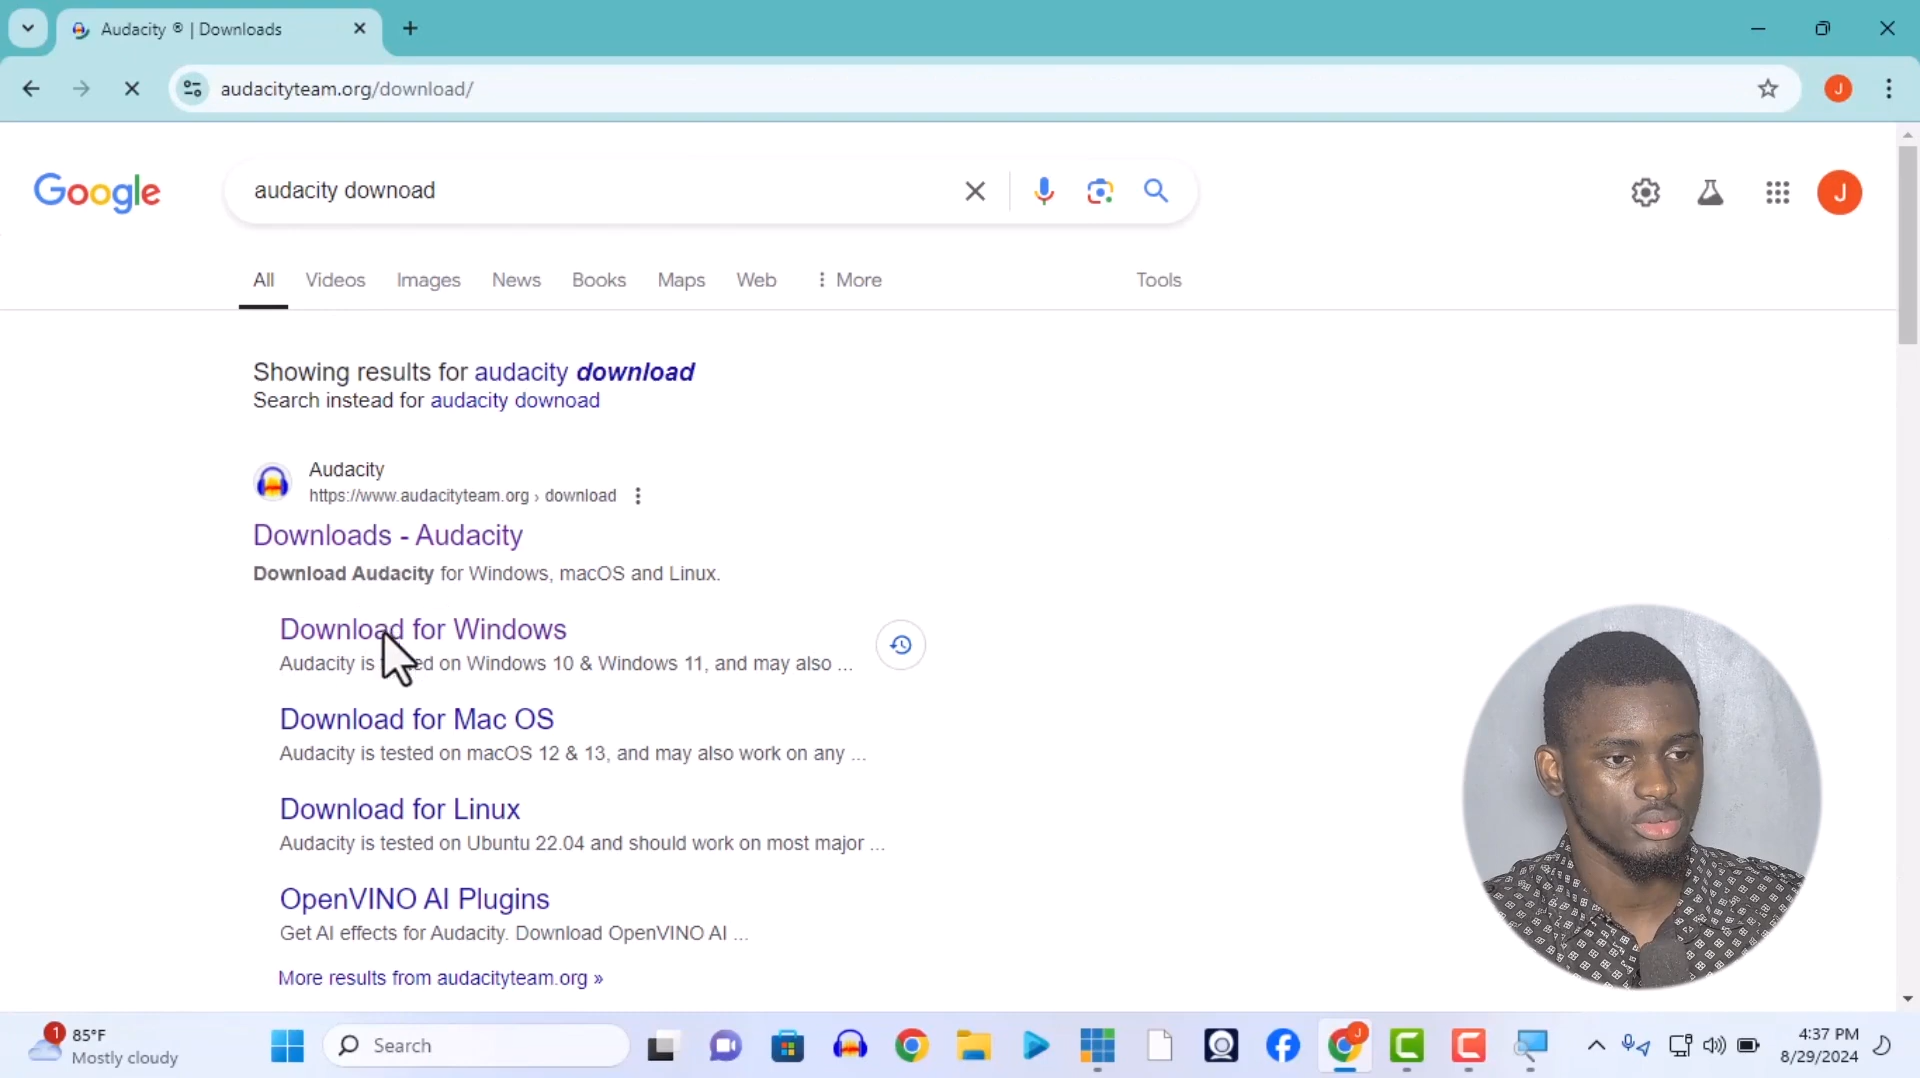 Audacity ® | Downloads
audacityteam.org/download/
J
Google
audacity downoad
J
All Videos Images News Books Maps Web More Tools
Showing results for audacity download
Search instead for audacity downoad
Audacity
https://www.audacityteam.org › download
Downloads - Audacity
Download Audacity for Windows, macOS and Linux.
Download for Windows
Audacity is ed on Windows 10 & Windows 11, and may also ...
Download for Mac OS
Audacity is tested on macOS 12 & 13, and may also work on any ...
Download for Linux
Audacity is tested on Ubuntu 22.04 and should work on most major ...
OpenVINO AI Plugins
Get AI effects for Audacity. Download OpenVINO AI ...
More results from audacityteam.org »
1
85°F
Mostly cloudy
Search
J
4:37 PM
8/29/2024